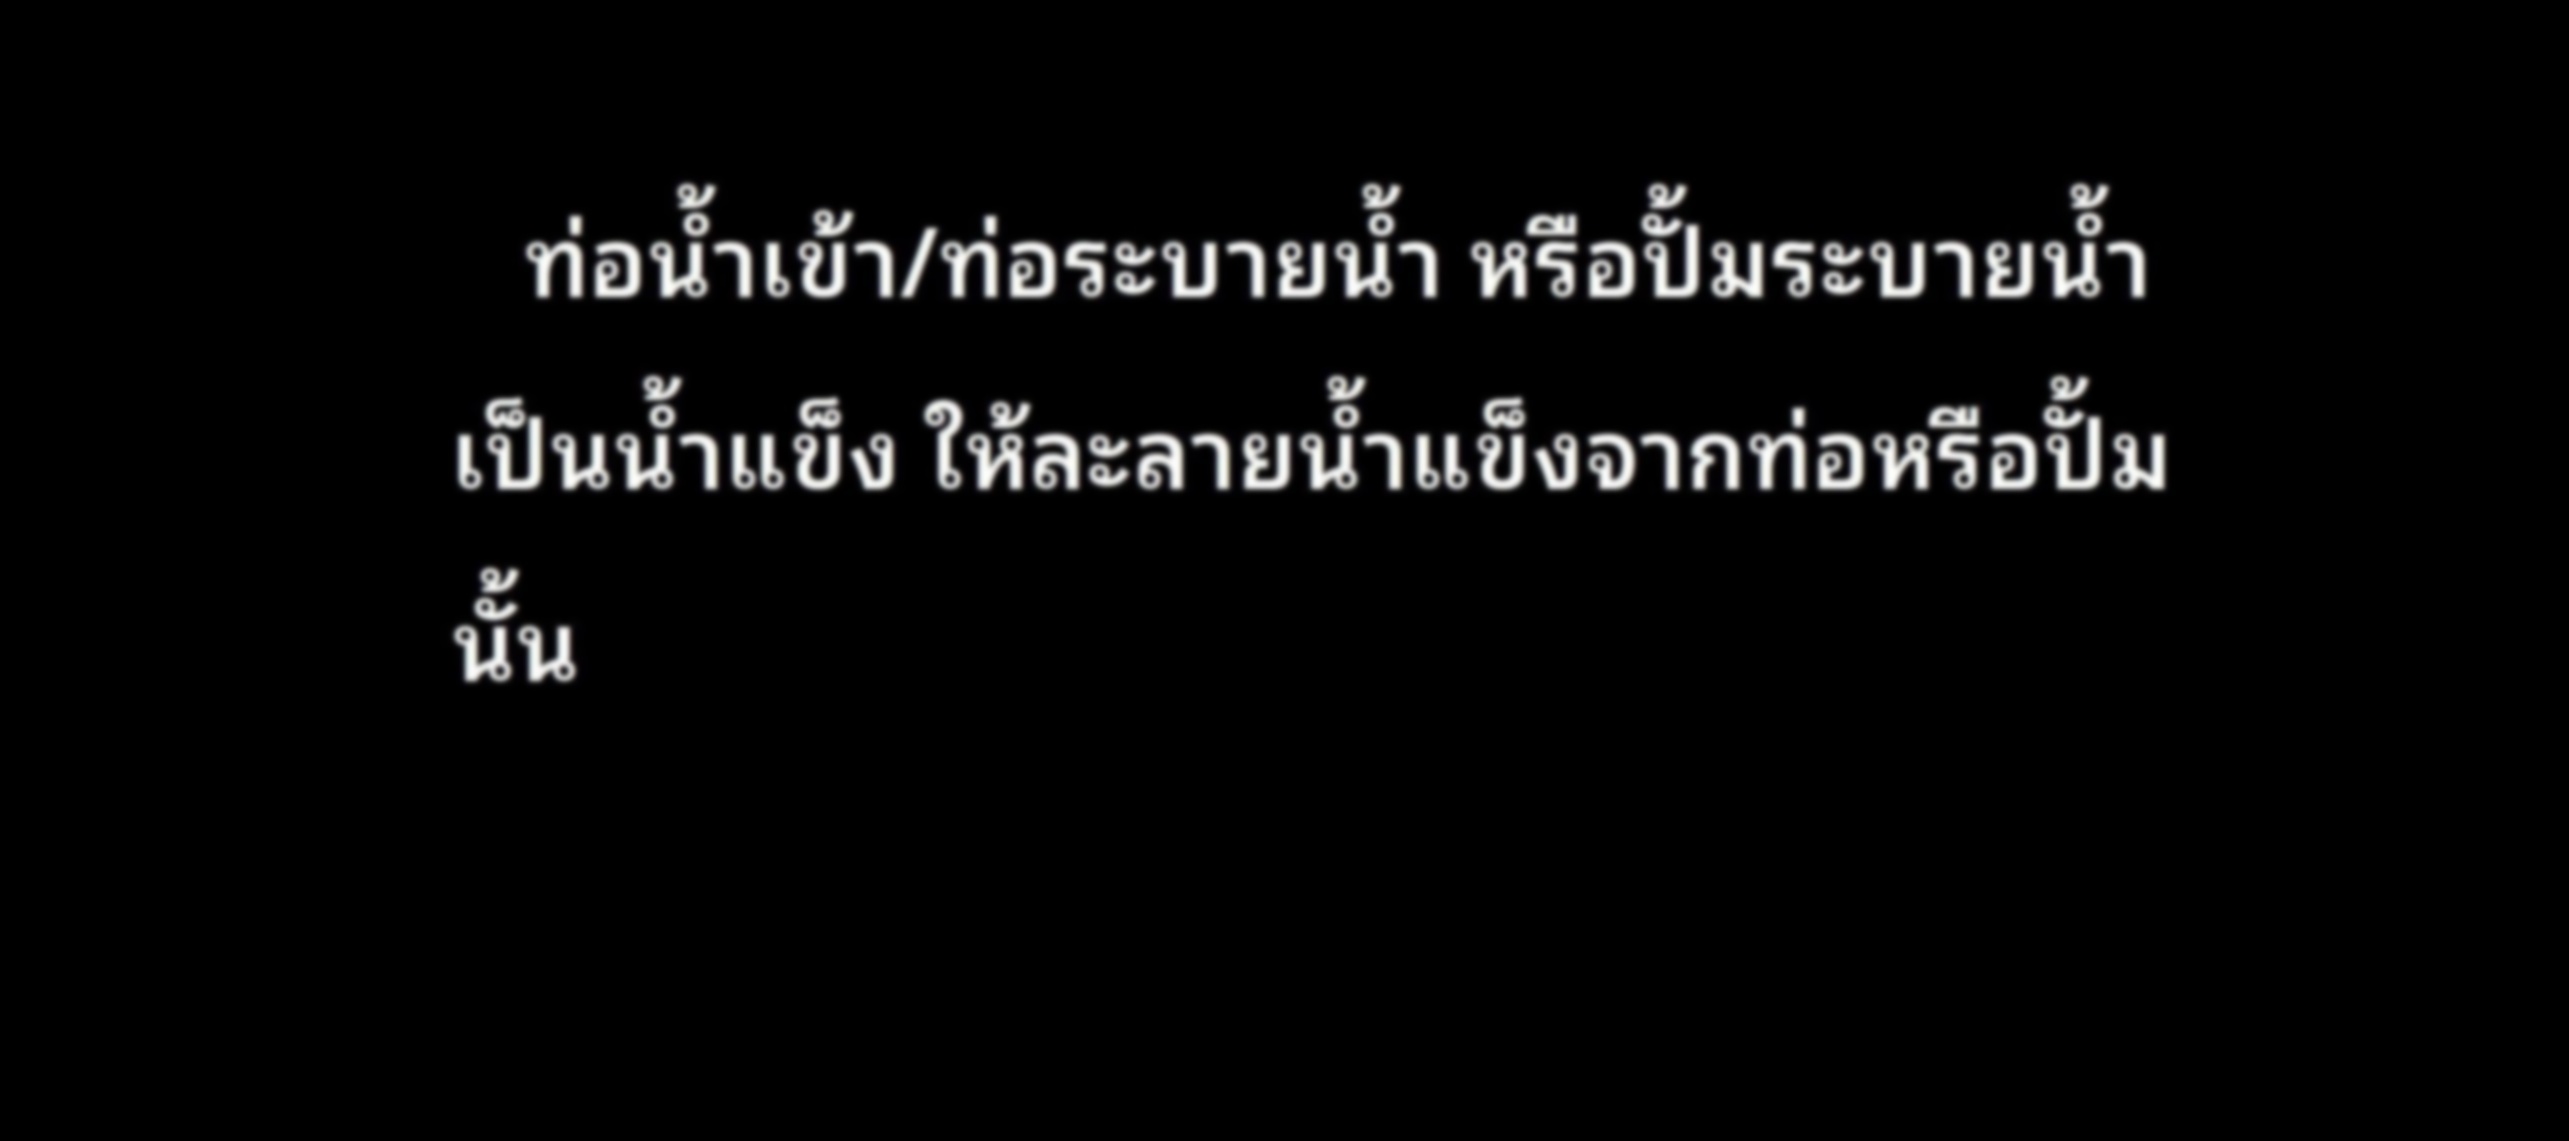 ท่อน้ำเข้า/ท่อระบายน้ำ หรือปั้มระบายน้ำ
เป็นน้ำแข็ง ให้ละลายน้ำแข็งจากท่อหรือปั้ม
นั้น